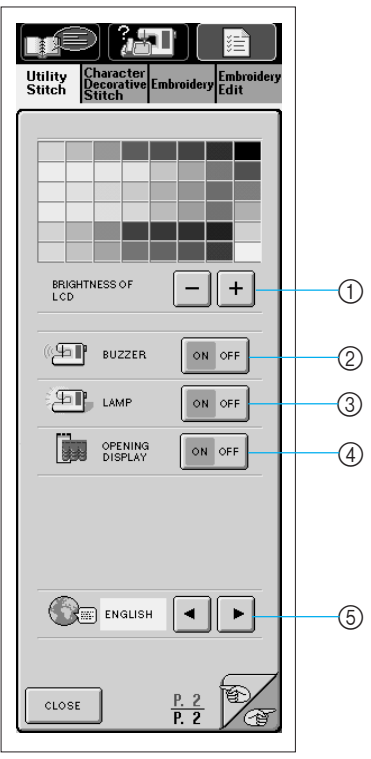 ?
Utility
Stitch
Character
Decorative
Stitch
Embroidery
Embroidery
Edit
BRIGHTNESS OF
LCD
− + ①
BUZZER ON OFF ②
LAMP ON OFF ③
OPENING
DISPLAY
ON OFF ④
ENGLISH ⑤
CLOSE
P. 2
P. 2